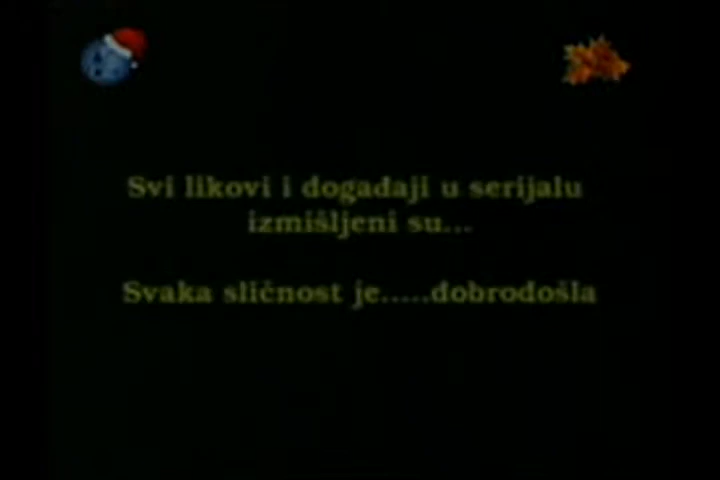 Svi likovi i događaji u serijalu
izmišljeni su...
Svaka sličnost je.....dobrodošla